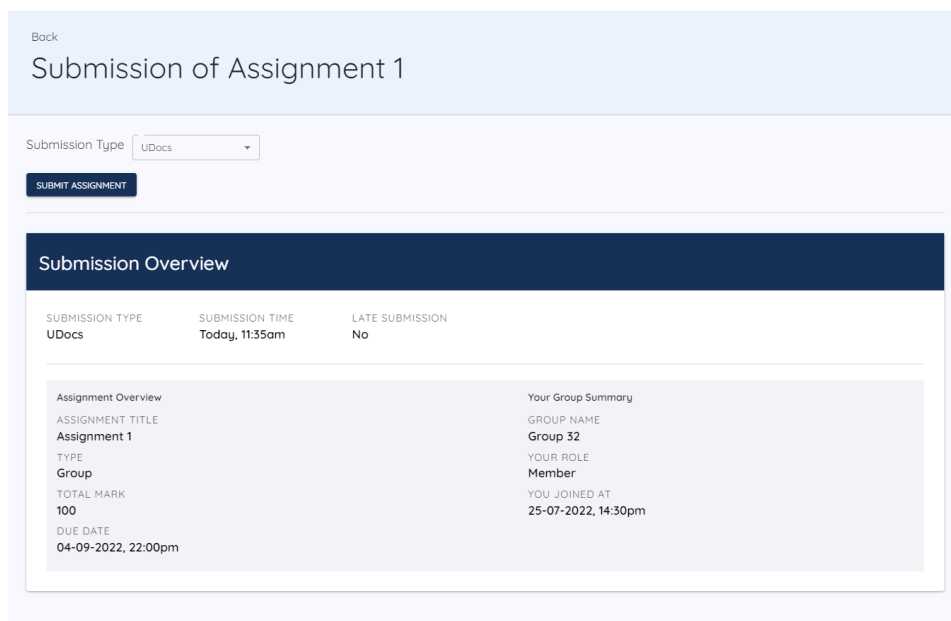 Back
Submission of Assignment 1
Submission Type UDocs
SUBMIT ASSIGNMENT
Submission Overview
SUBMISSION TYPE SUBMISSION TIME LATE SUBMISSION
UDocs Today, 11:35am No
Assignment Overview
ASSIGNMENT TITLE
Assignment 1
TYPE
Group
TOTAL MARK
100
DUE DATE
04-09-2022, 22:00pm
Your Group Summary
GROUP NAME
Group 32
YOUR ROLE
Member
YOU JOINED AT
25-07-2022, 14:30pm